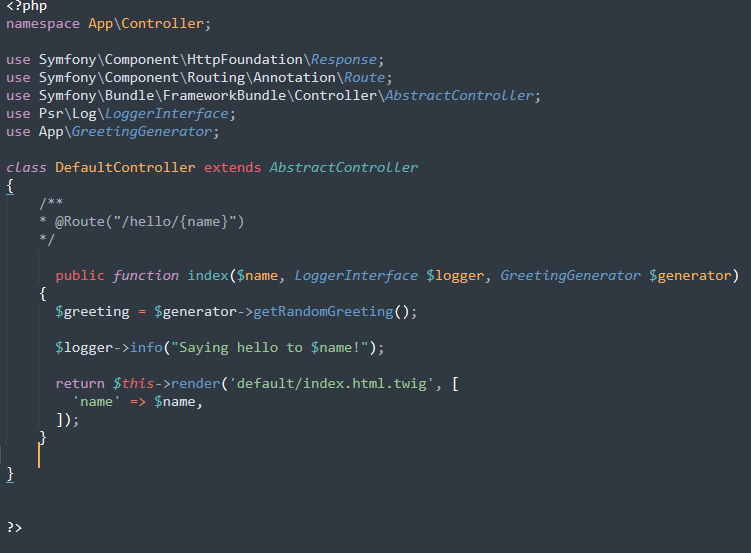 <?php
namespace App\Controller;
use Symfony\Component\HttpFoundation\Response;
use Symfony\Component\Routing\Annotation\Route;
use Symfony\Bundle\FrameworkBundle\Controller\AbstractController;
use Psr\Log\LoggerInterface;
use App\GreetingGenerator;
class DefaultController extends AbstractController
{
/**
* @Route("/hello/{name}")
*/
public function index($name, LoggerInterface $logger, GreetingGenerator $generator)
{
$greeting = $generator->getRandomGreeting();
$logger->info("Saying hello to $name!");
return $this->render('default/index.html.twig', [
'name' => $name,
]);
}
}
?>